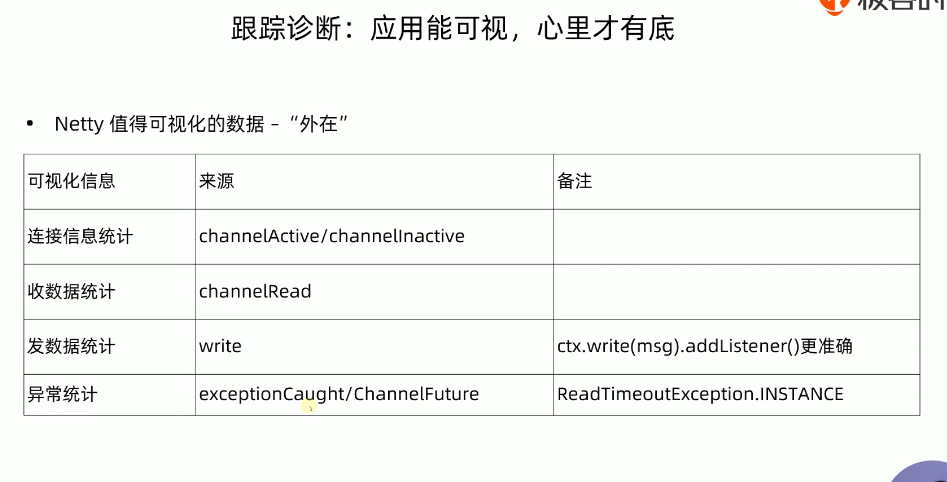 跟踪诊断：应用能可视，心里才有底
• Netty 值得可视化的数据 – “外在”
可视化信息 来源 备注
连接信息统计 channelActive/channelInactive
收数据统计 channelRead
发数据统计 write ctx.write(msg).addListener()更准确
异常统计 exceptionCaught/ChannelFuture ReadTimeoutException.INSTANCE